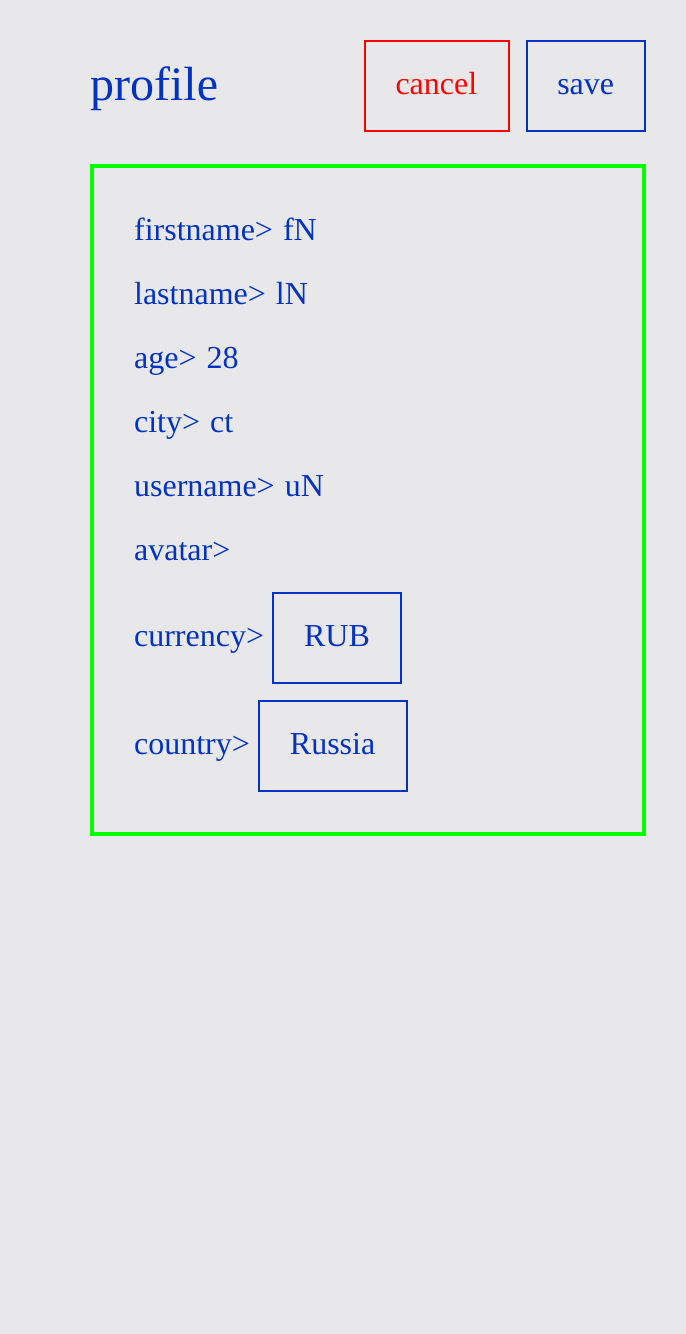 profile cancel save
firstname> fN
lastname> lN
age> 28
city> ct
username> uN
avatar>
currency> RUB
country> Russia